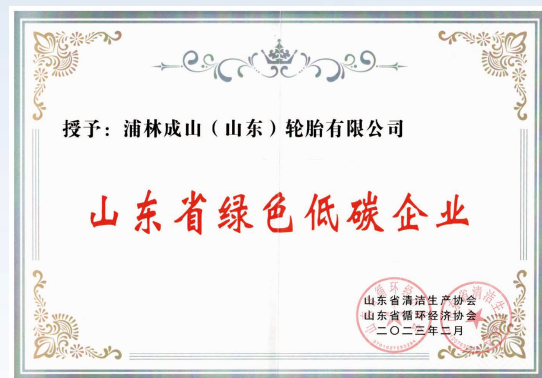 授予：浦林成山（山东）轮胎有限公司
山东省绿色低碳企业
山东省清洁生产协会
山东省循环经济协会
二〇二三年二月